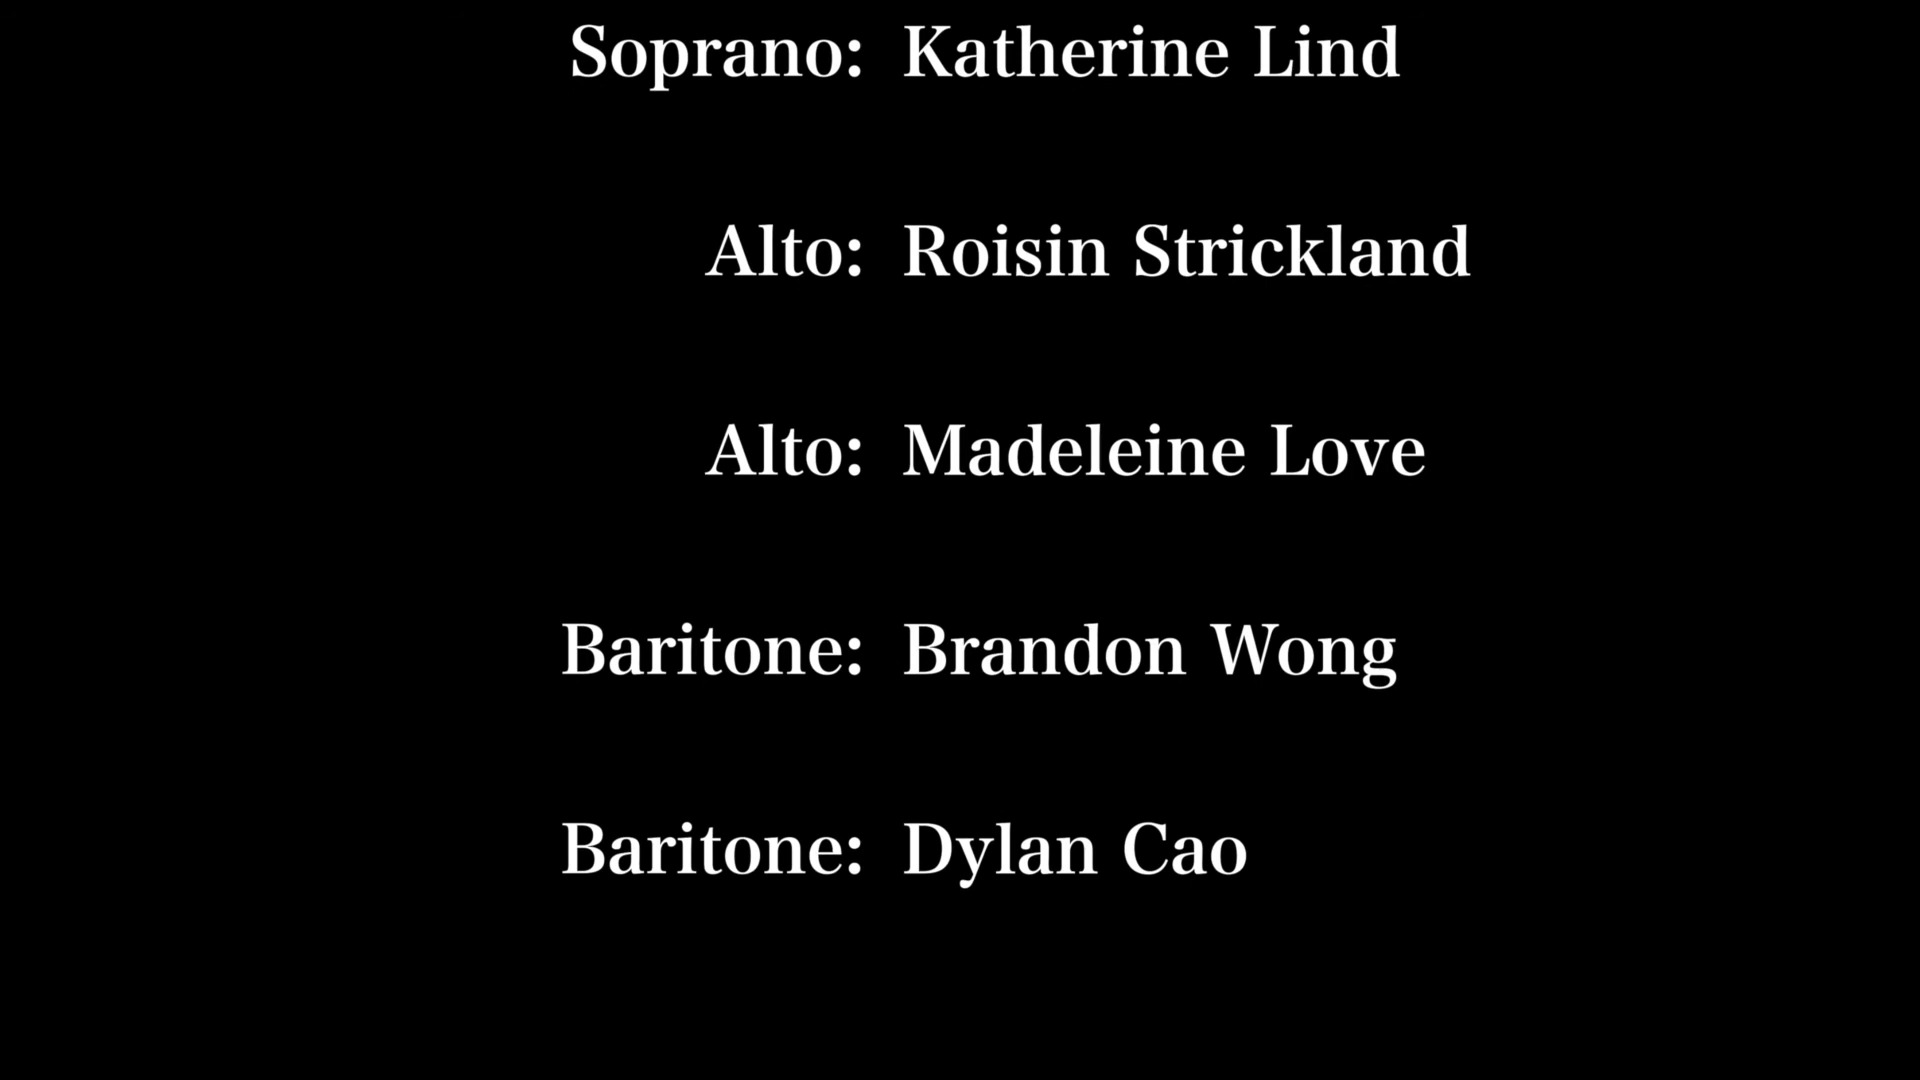 Soprano: Katherine Lind
Alto: Roisin Strickland
Alto: Madeleine Love
Baritone: Brandon Wong
Baritone: Dylan Cao